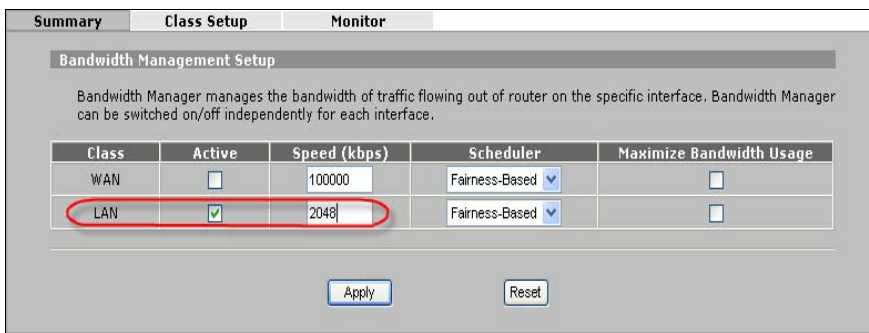 Summary Class Setup Monitor
Bandwidth Management Setup
Bandwidth Manager manages the bandwidth of traffic flowing out of router on the specific interface. Bandwidth Manager
can be switched on/off independently for each interface.
Class Active Speed (kbps) Scheduler Maximize Bandwidth Usage
WAN 100000 Fairness-Based
LAN 2048 Fairness-Based
Apply Reset